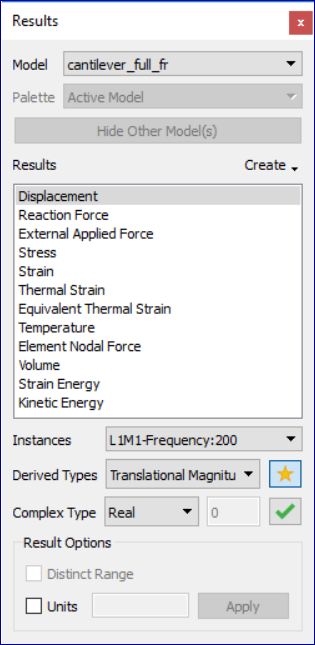 Results
x
Model cantilever_full_fr
Palette Active Model
Hide Other Model(s)
Results Create
Displacement
Reaction Force
External Applied Force
Stress
Strain
Thermal Strain
Equivalent Thermal Strain
Temperature
Element Nodal Force
Volume
Strain Energy
Kinetic Energy
Instances L1M1-Frequency:200
Derived Types Translational Magnitu
Complex Type Real 0
Result Options
Distinct Range
Units Apply